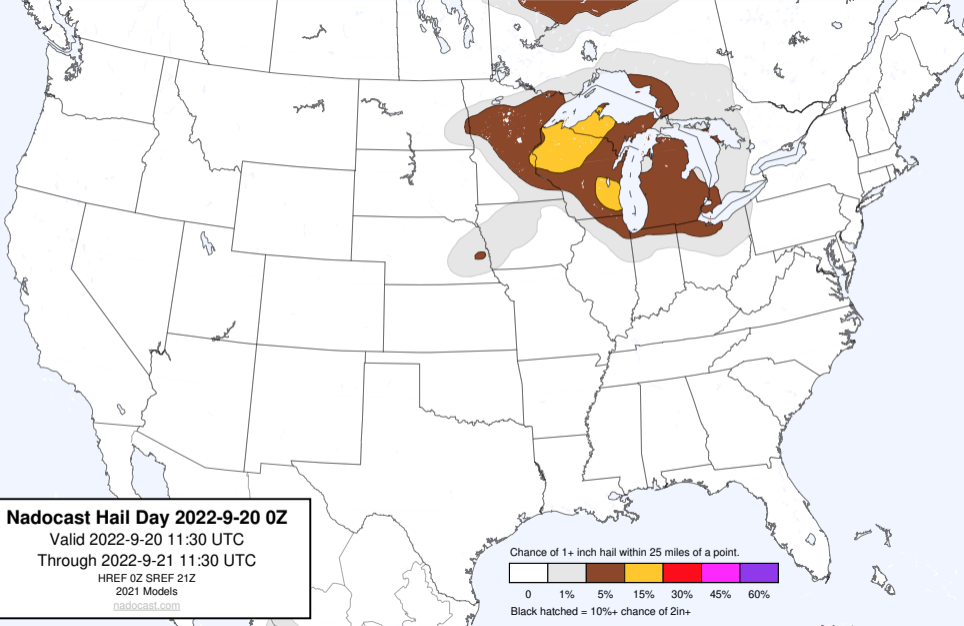 Nadocast Hail Day 2022-9-20 0Z
Valid 2022-9-20 11:30 UTC
Through 2022-9-21 11:30 UTC
HREF 0Z SREF 21Z
2021 Models
nadocast.com
Chance of 1+ inch hail within 25 miles of a point.
0 1% 5% 15% 30% 45% 60%
Black hatched = 10%+ chance of 2in+